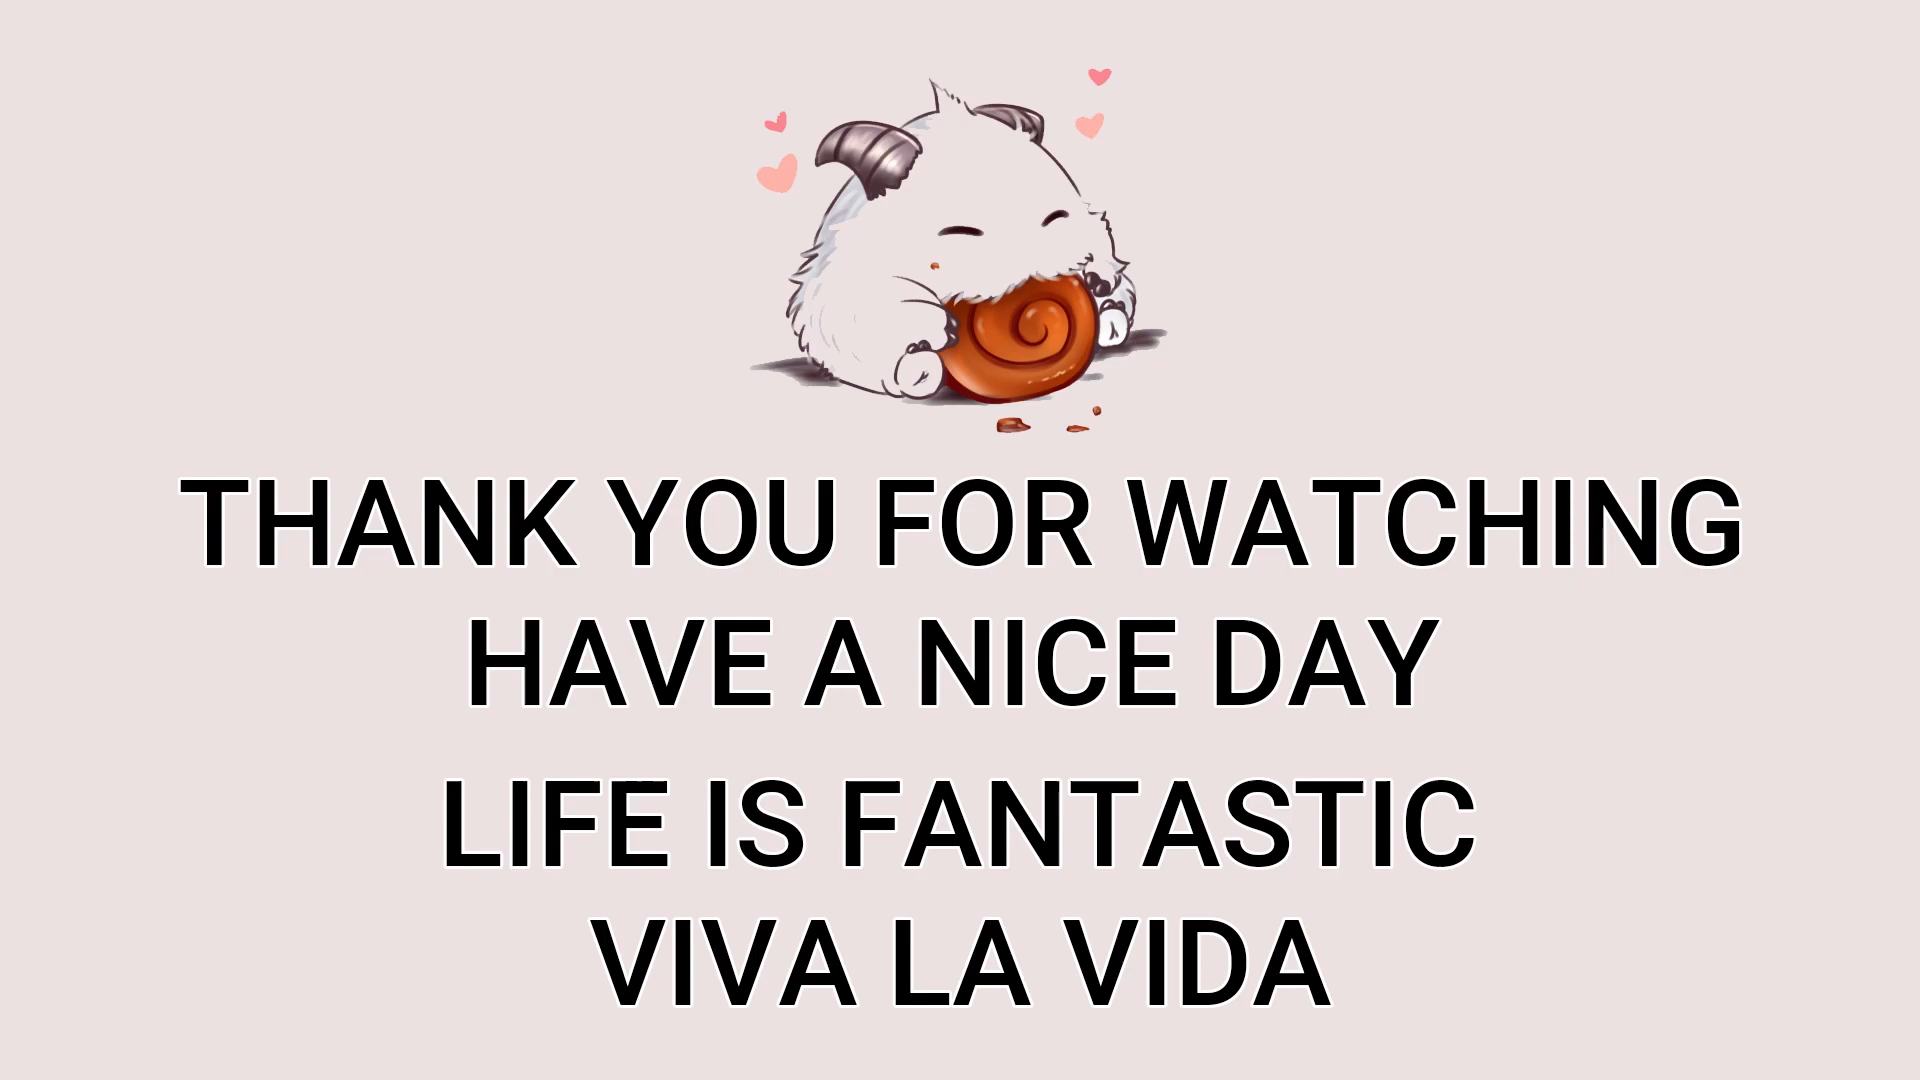 THANK YOU FOR WATCHING
HAVE A NICE DAY
LIFE IS FANTASTIC
VIVA LA VIDA